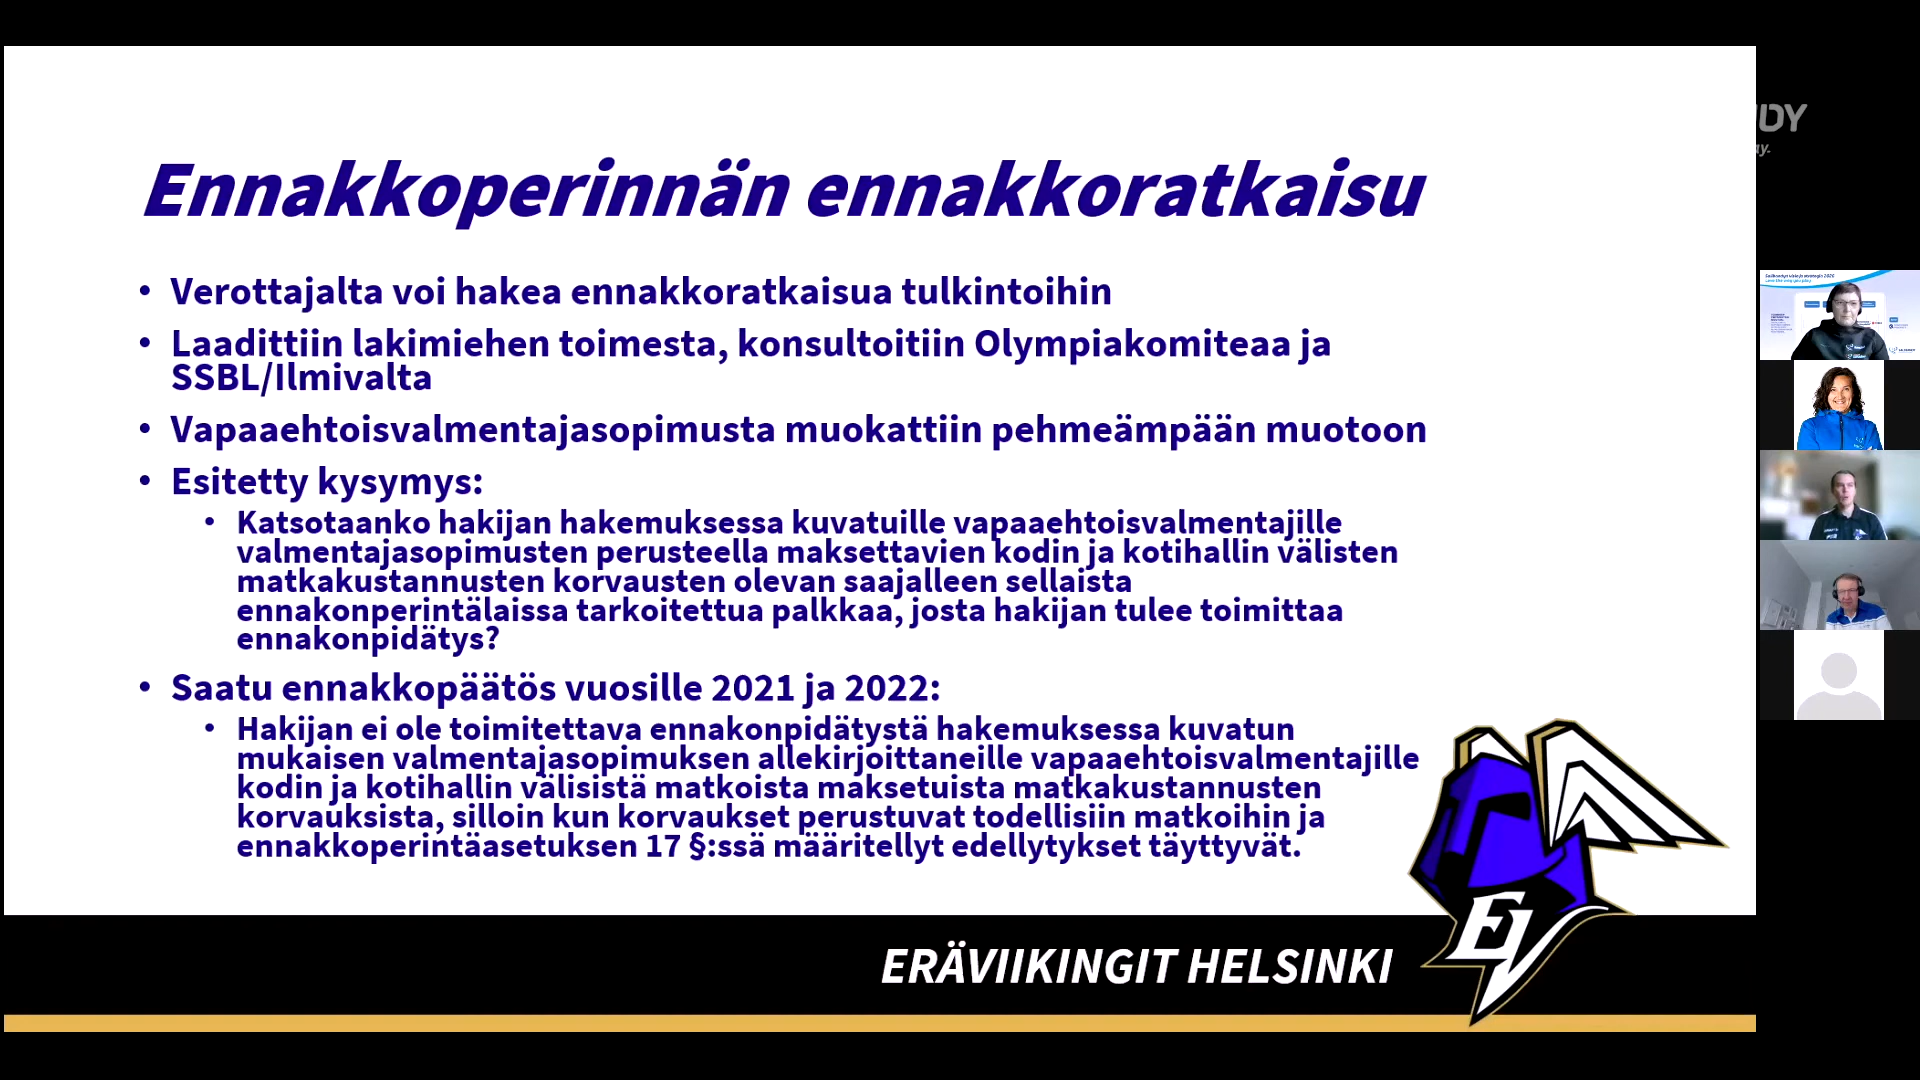 Ennakkoperinnän ennakkoratkaisu
• Verottajalta voi hakea ennakkoratkaisua tulkintoihin
• Laadittiin lakimiehen toimesta, konsultoitiin Olympiakomiteaa ja
SSBL/Ilmivalta
• Vapaaehtoisvalmentajasopimusta muokattiin pehmeämpään muotoon
• Esitetty kysymys:
• Katsotaanko hakijan hakemuksessa kuvatuille vapaaehtoisvalmentajille
valmentajasopimusten perusteella maksettavien kodin ja kotihallin välisten
matkakustannusten korvausten olevan saajalleen sellaista
ennakonperintälaissa tarkoitettua palkkaa, josta hakijan tulee toimittaa
ennakonpidätys?
• Saatu ennakkopäätös vuosille 2021 ja 2022:
• Hakijan ei ole toimitettava ennakonpidätystä hakemuksessa kuvatun
mukaisen valmentajasopimuksen allekirjoittaneille vapaaehtoisvalmentajille
kodin ja kotihallin välisistä matkoista maksetuista matkakustannusten
korvauksista, silloin kun korvaukset perustuvat todellisiin matkoihin ja
ennakkoperintäasetuksen 17 §:ssä määritellyt edellytykset täyttyvät.
EV
ERÄVIIKINGIT HELSINKI